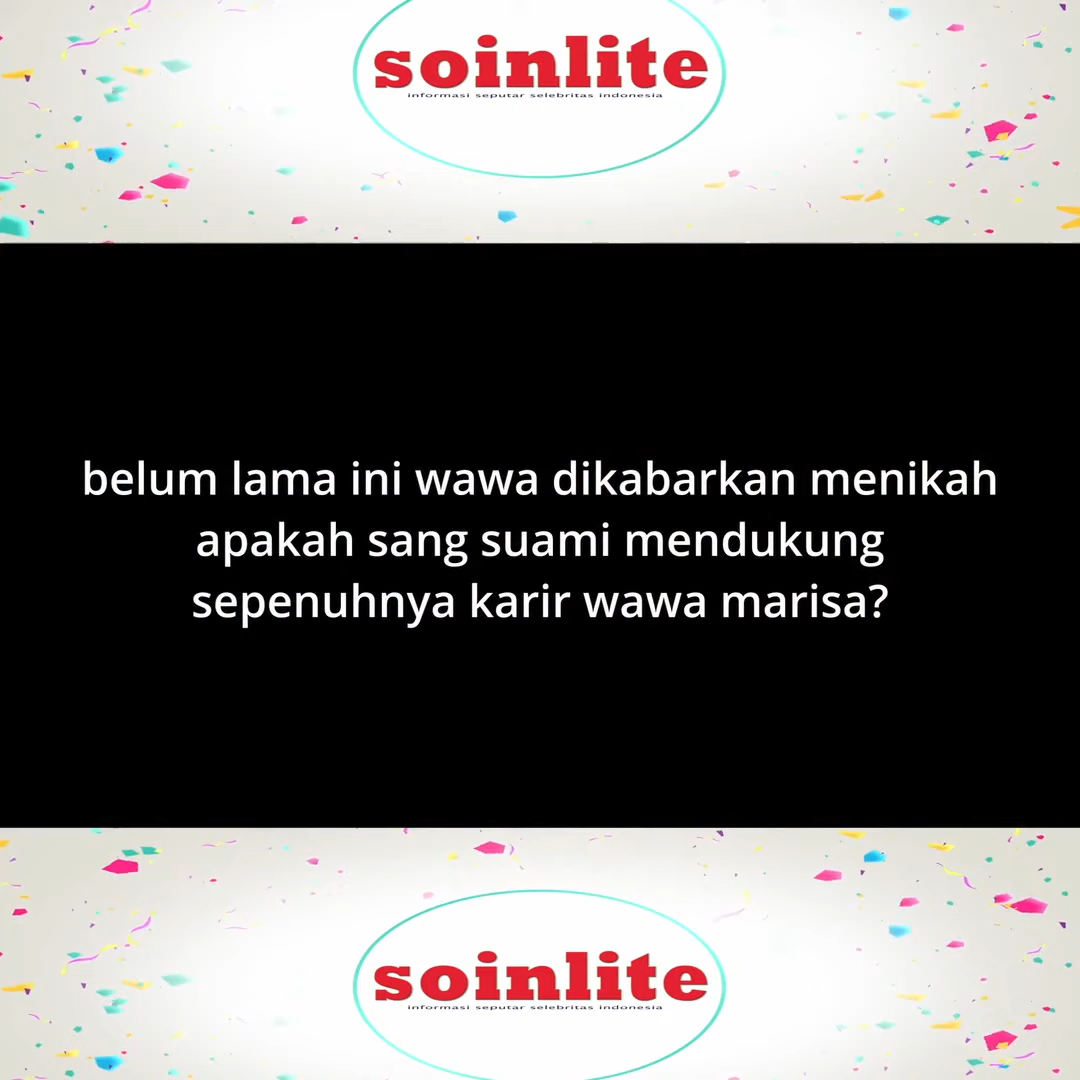 soinlite
informasi seputar selebritas indonesia
belum lama ini wawa dikabarkan menikah
apakah sang suami mendukung
sepenuhnya karir wawa marisa?
soinlite
informasi seputar selebritas indonesia